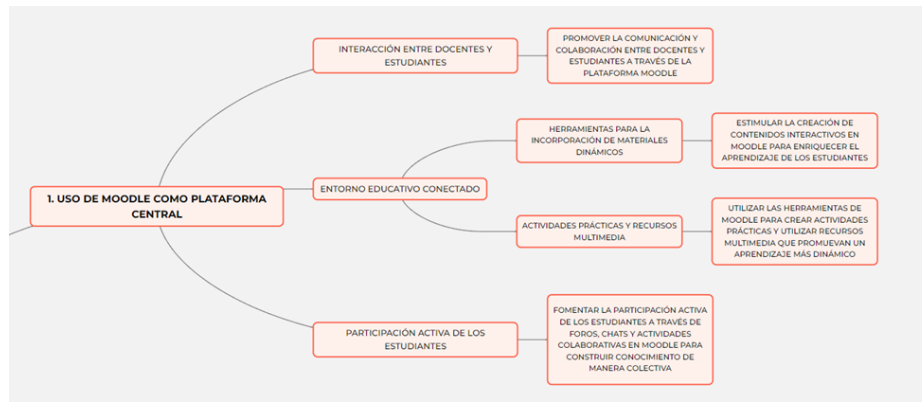 1. USO DE MOODLE COMO PLATAFORMA
CENTRAL
INTERACCIÓN ENTRE DOCENTES Y
ESTUDIANTES
PROMOVER LA COMUNICACIÓN Y
COLABORACIÓN ENTRE DOCENTES Y
ESTUDIANTES A TRAVÉS DE LA
PLATAFORMA MOODLE
ENTORNO EDUCATIVO CONECTADO
HERRAMIENTAS PARA LA
INCORPORACIÓN DE MATERIALES
DINÁMICOS
ESTIMULAR LA CREACIÓN DE
CONTENIDOS INTERACTIVOS EN
MOODLE PARA ENRIQUECER EL
APRENDIZAJE DE LOS ESTUDIANTES
ACTIVIDADES PRÁCTICAS Y RECURSOS
MULTIMEDIA
UTILIZAR LAS HERRAMIENTAS DE
MOODLE PARA CREAR ACTIVIDADES
PRÁCTICAS Y UTILIZAR RECURSOS
MULTIMEDIA QUE PROMUEVAN UN
APRENDIZAJE MÁS DINÁMICO
PARTICIPACIÓN ACTIVA DE LOS
ESTUDIANTES
FOMENTAR LA PARTICIPACIÓN ACTIVA
DE LOS ESTUDIANTES A TRAVÉS DE
FOROS, CHATS Y ACTIVIDADES
COLABORATIVAS EN MOODLE PARA
CONSTRUIR CONOCIMIENTO DE
MANERA COLECTIVA